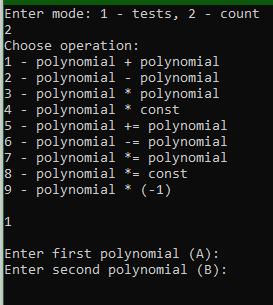 Enter mode: 1 - tests, 2 - count
2
Choose operation:
1 - polynomial + polynomial
2 - polynomial - polynomial
3 - polynomial * polynomial
4 - polynomial * const
5 - polynomial += polynomial
6 - polynomial -= polynomial
7 - polynomial *= polynomial
8 - polynomial *= const
9 - polynomial * (-1)
1
Enter first polynomial (A):
Enter second polynomial (B):